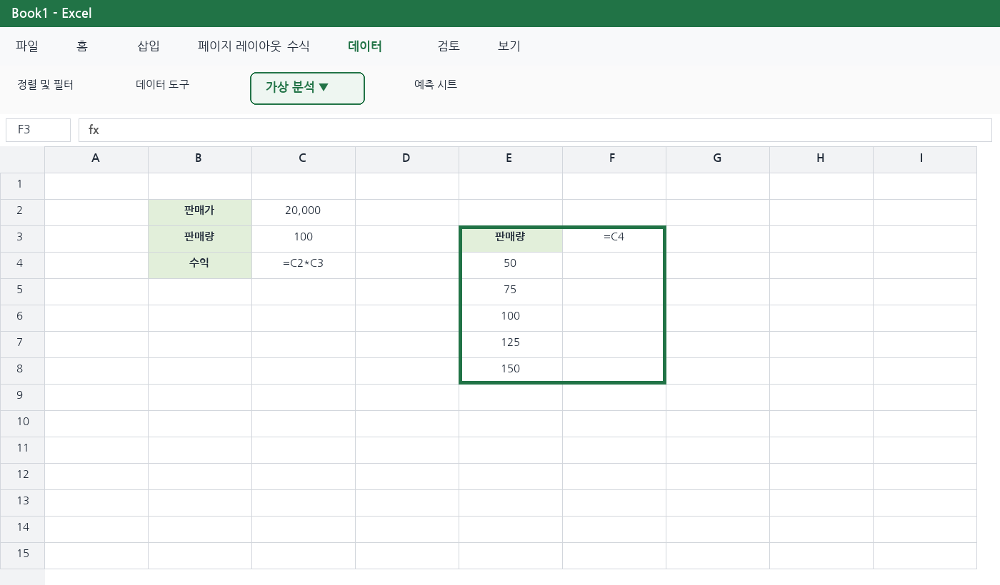 Book1 - Excel
파일 홈 삽입 페이지 레이아웃 수식 데이터 검토 보기
정렬 및 필터 데이터 도구 가상 분석 ▼ 예측 시트
F3 fx
A B C D E F G H I
1
2 판매가 20,000
3 판매량 100 판매량 =C4
4 수익 =C2*C3 50
5 75
6 100
7 125
8 150
9
10
11
12
13
14
15